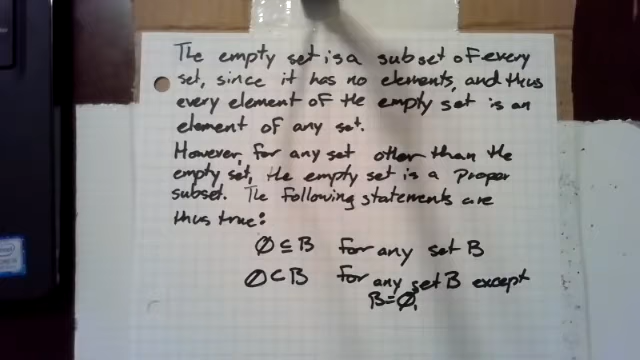 The empty set is a subset of every
set, since it has no elements, and thus
every element of the empty set is an
element of any set.
However, for any set other than the
empty set, the empty set is a proper
subset. The following statements are
thus true:
∅ ⊆ B for any set B
∅ ⊂ B for any set B except
B=∅.